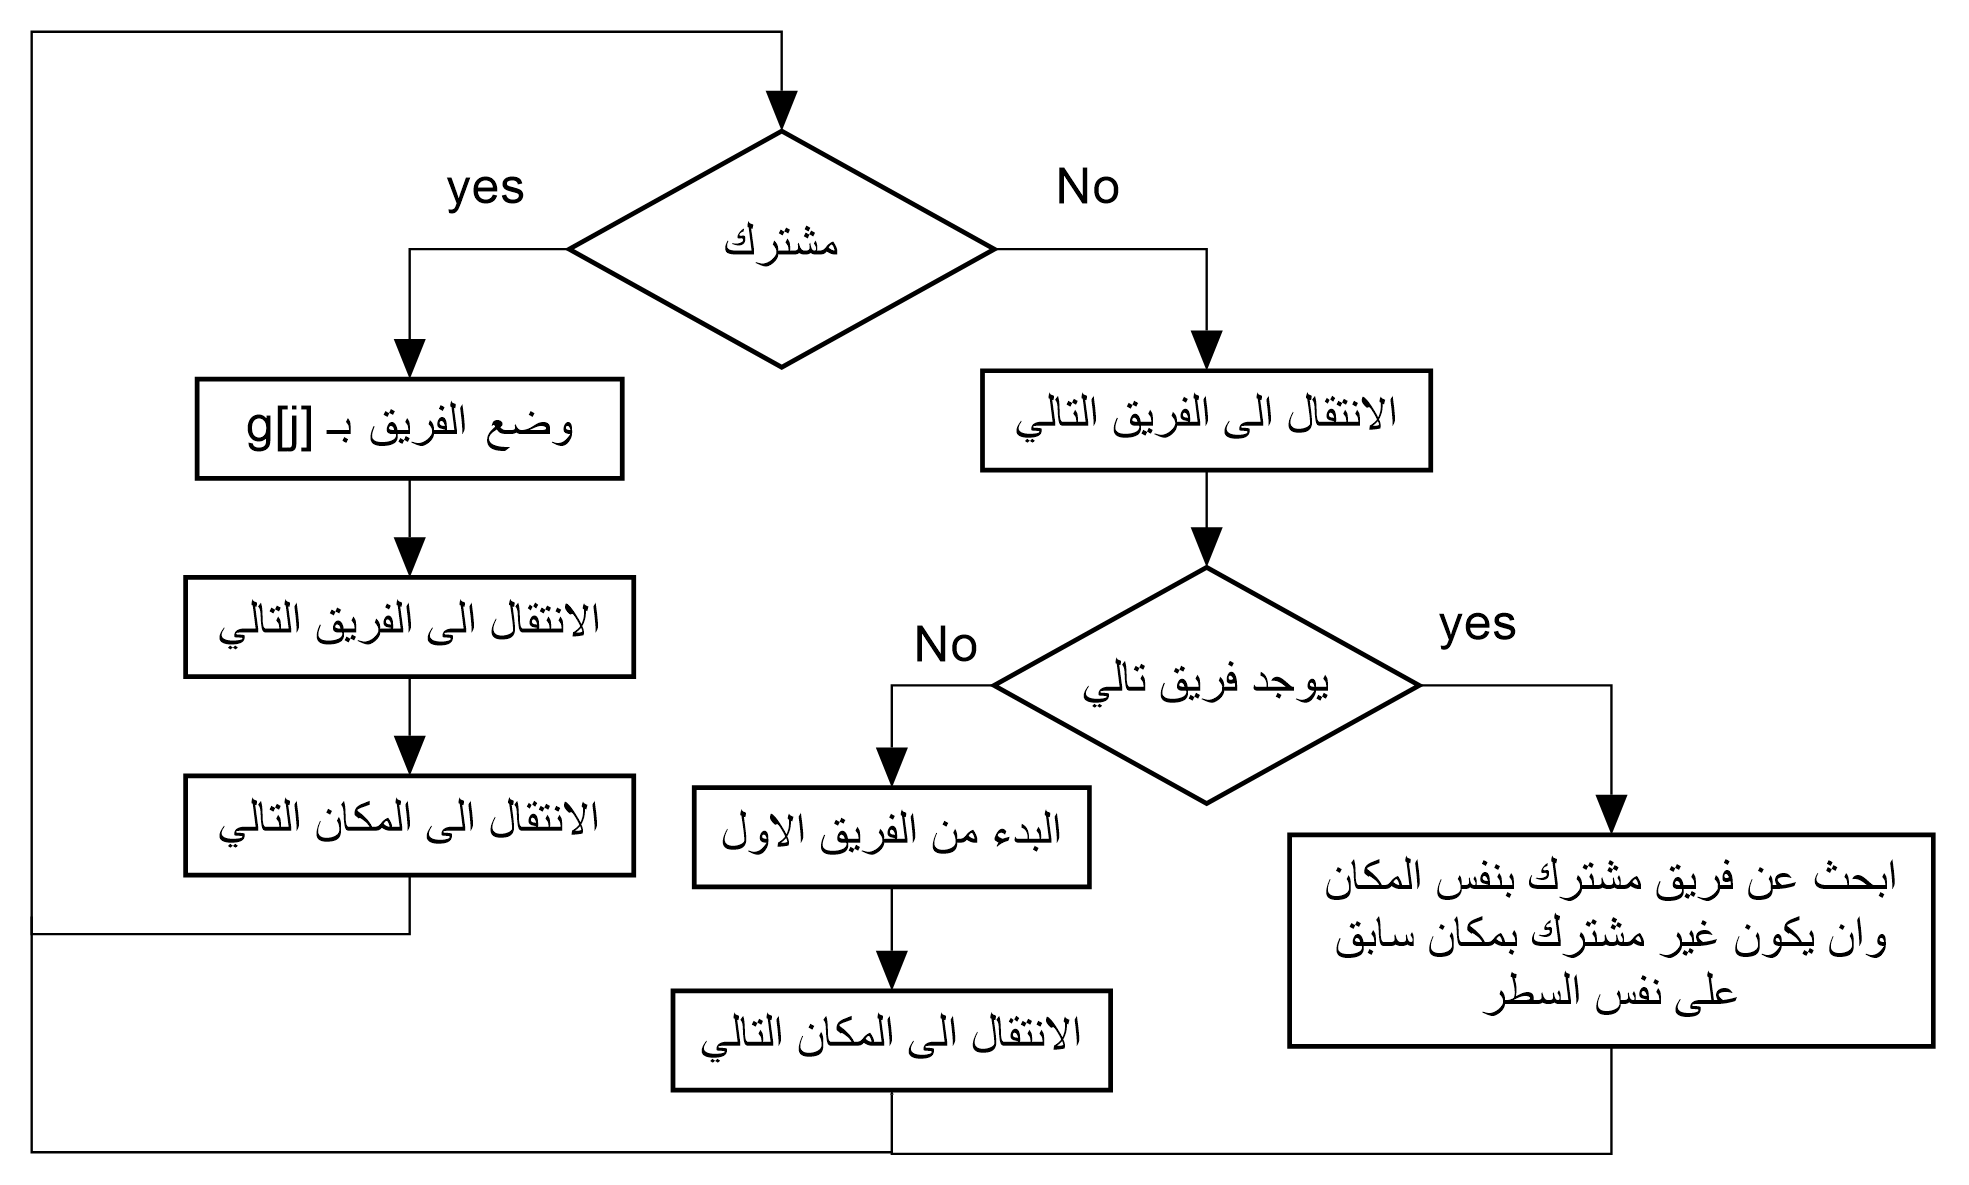 yes
No
مشترك
وضع الفريق بـ g[j]
الانتقال الى الفريق التالي
الانتقال الى الفريق التالي
الانتقال الى المكان التالي
No
yes
يوجد فريق تالي
البدء من الفريق الاول
الانتقال الى المكان التالي
ابحث عن فريق مشترك بنفس المكان
وان يكون غير مشترك بمكان سابق
على نفس السطر